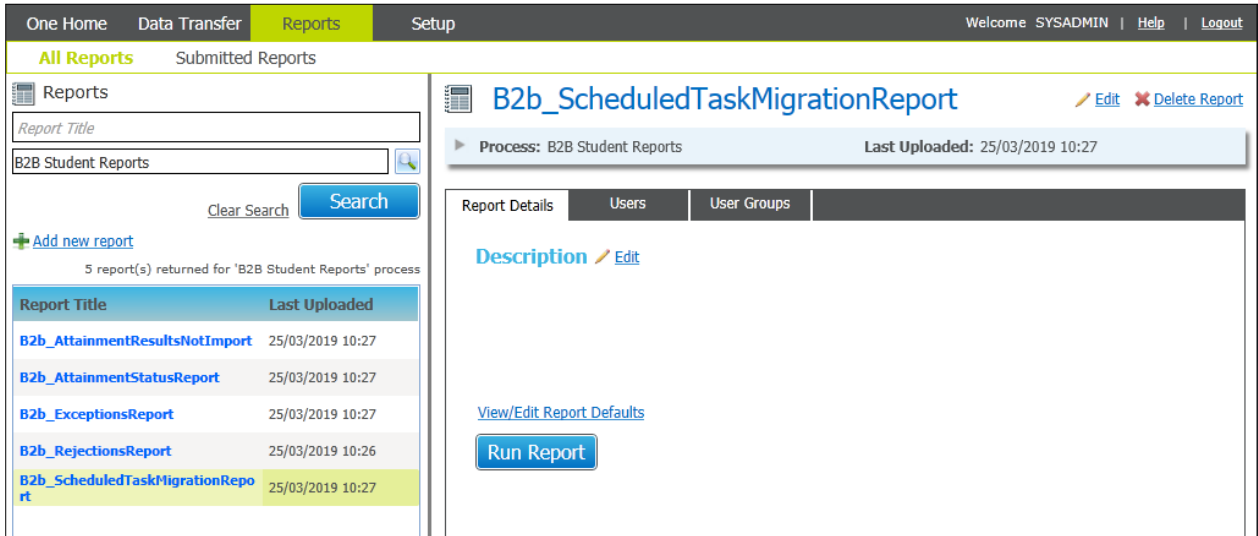 One Home Data Transfer Reports Setup Welcome SYSADMIN | Help | Logout
All Reports Submitted Reports
Reports
Report Title
B2B Student Reports
Clear Search Search
Add new report
5 report(s) returned for 'B2B Student Reports' process
Report Title Last Uploaded
B2b_AttainmentResultsNotImport 25/03/2019 10:27
B2b_AttainmentStatusReport 25/03/2019 10:27
B2b_ExceptionsReport 25/03/2019 10:27
B2b_RejectionsReport 25/03/2019 10:26
B2b_ScheduledTaskMigrationRepo
rt 25/03/2019 10:27
B2b_ScheduledTaskMigrationReport Edit Delete Report
Process: B2B Student Reports Last Uploaded: 25/03/2019 10:27
Report Details Users User Groups
Description Edit
View/Edit Report Defaults
Run Report